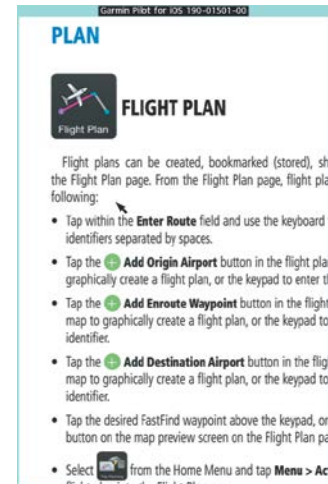 Garmin Pilot for iOS 190-01501-00
PLAN
Flight Plan
FLIGHT PLAN
Flight plans can be created, bookmarked (stored),
the Flight Plan page. From the Flight Plan page, flight
following:
• Tap within the Enter Route field and use the keyboard
identifiers separated by spaces.
• Tap the Add Origin Airport button in the flight
graphically create a flight plan, or the keypad to enter
• Tap the Add Enroute Waypoint button in the flight
map to graphically create a flight plan, or the keypad to
identifier.
• Tap the Add Destination Airport button in the
map to graphically create a flight plan, or the keypad to
identifier.
• Tap the desired FastFind waypoint above the keypad, or
button on the map preview screen on the Flight Plan
• Select from the Home Menu and tap Menu >